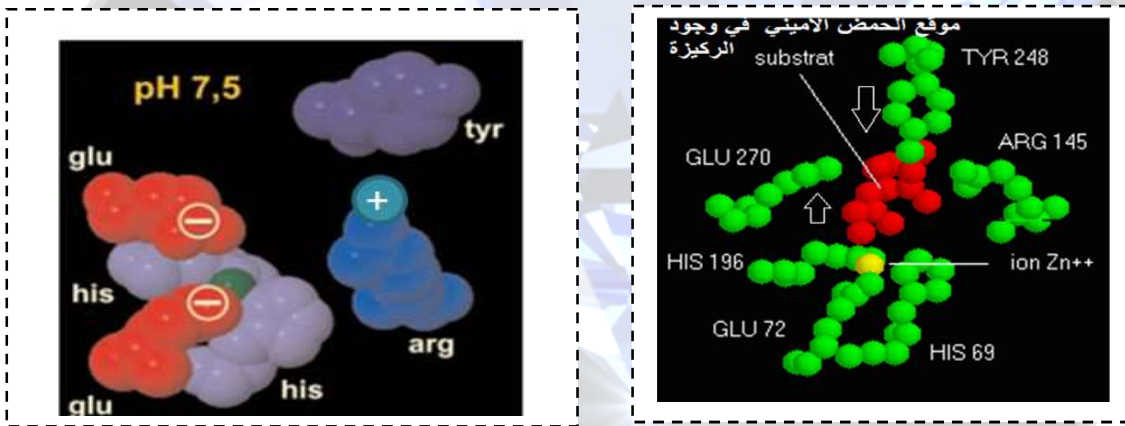 pH 7,5
glu
tyr
+
−
his
−
glu
his
arg
موقع الحمض الاميني في وجود
الركيزة
substrat
TYR 248
GLU 270
ARG 145
HIS 196
ion Zn++
GLU 72
HIS 69